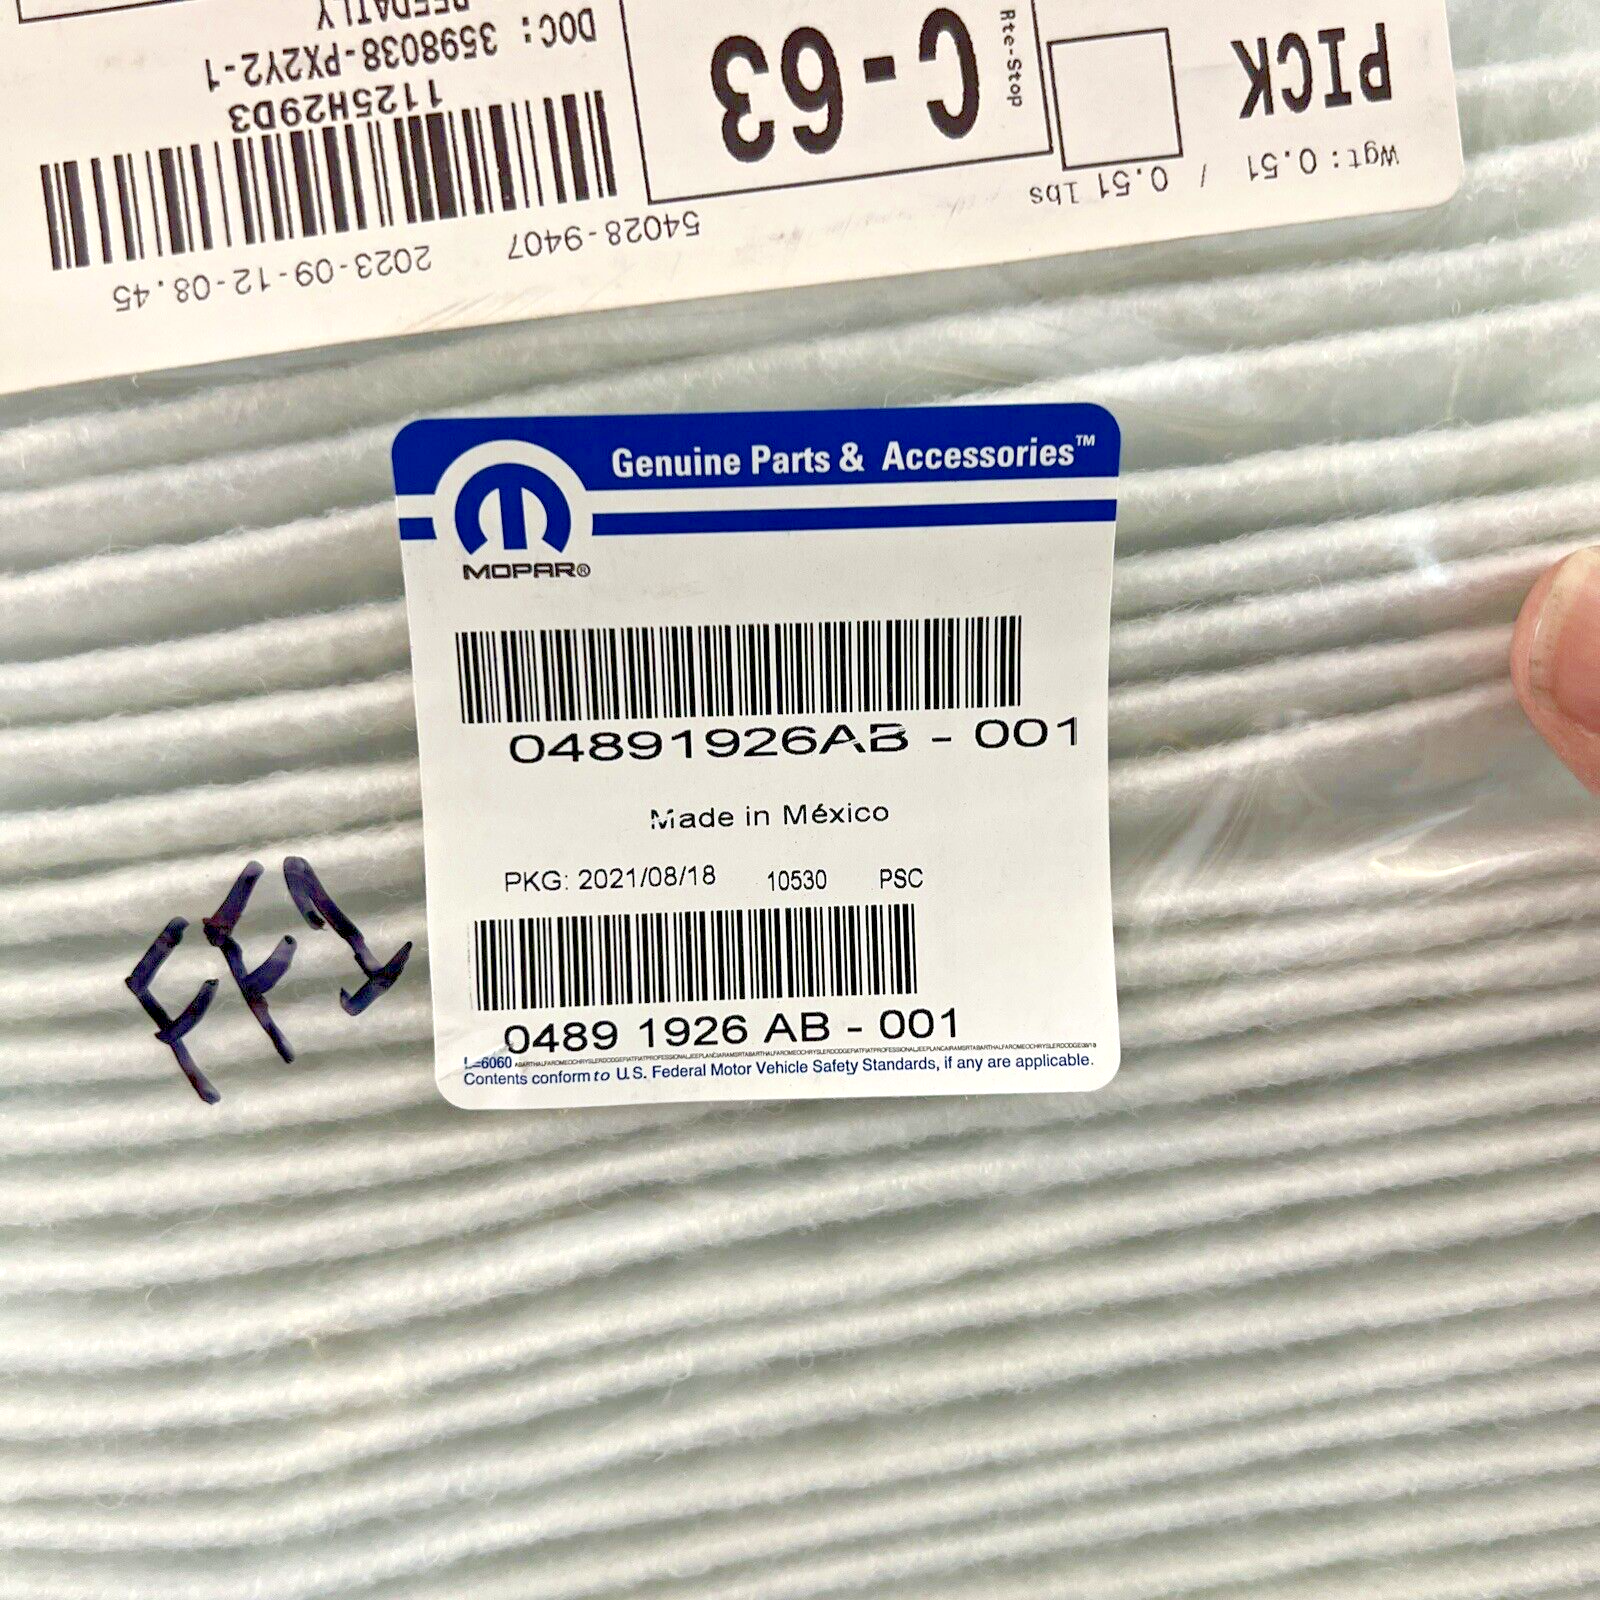 PICK
Wgt: 0.51 / 0.51 lbs
Rte-Stop
C-63
DOC: 3598038-PX2Y2-1
1125H29D3
54028-9407 2023-09-12-08.45
Genuine Parts & Accessories™
MOPAR®
04891926AB - 001
Made in México
PKG: 2021/08/18 10530 PSC
0489 1926 AB - 001
L-6060
Contents conform to U.S. Federal Motor Vehicle Safety Standards, if any are applicable.
FF1